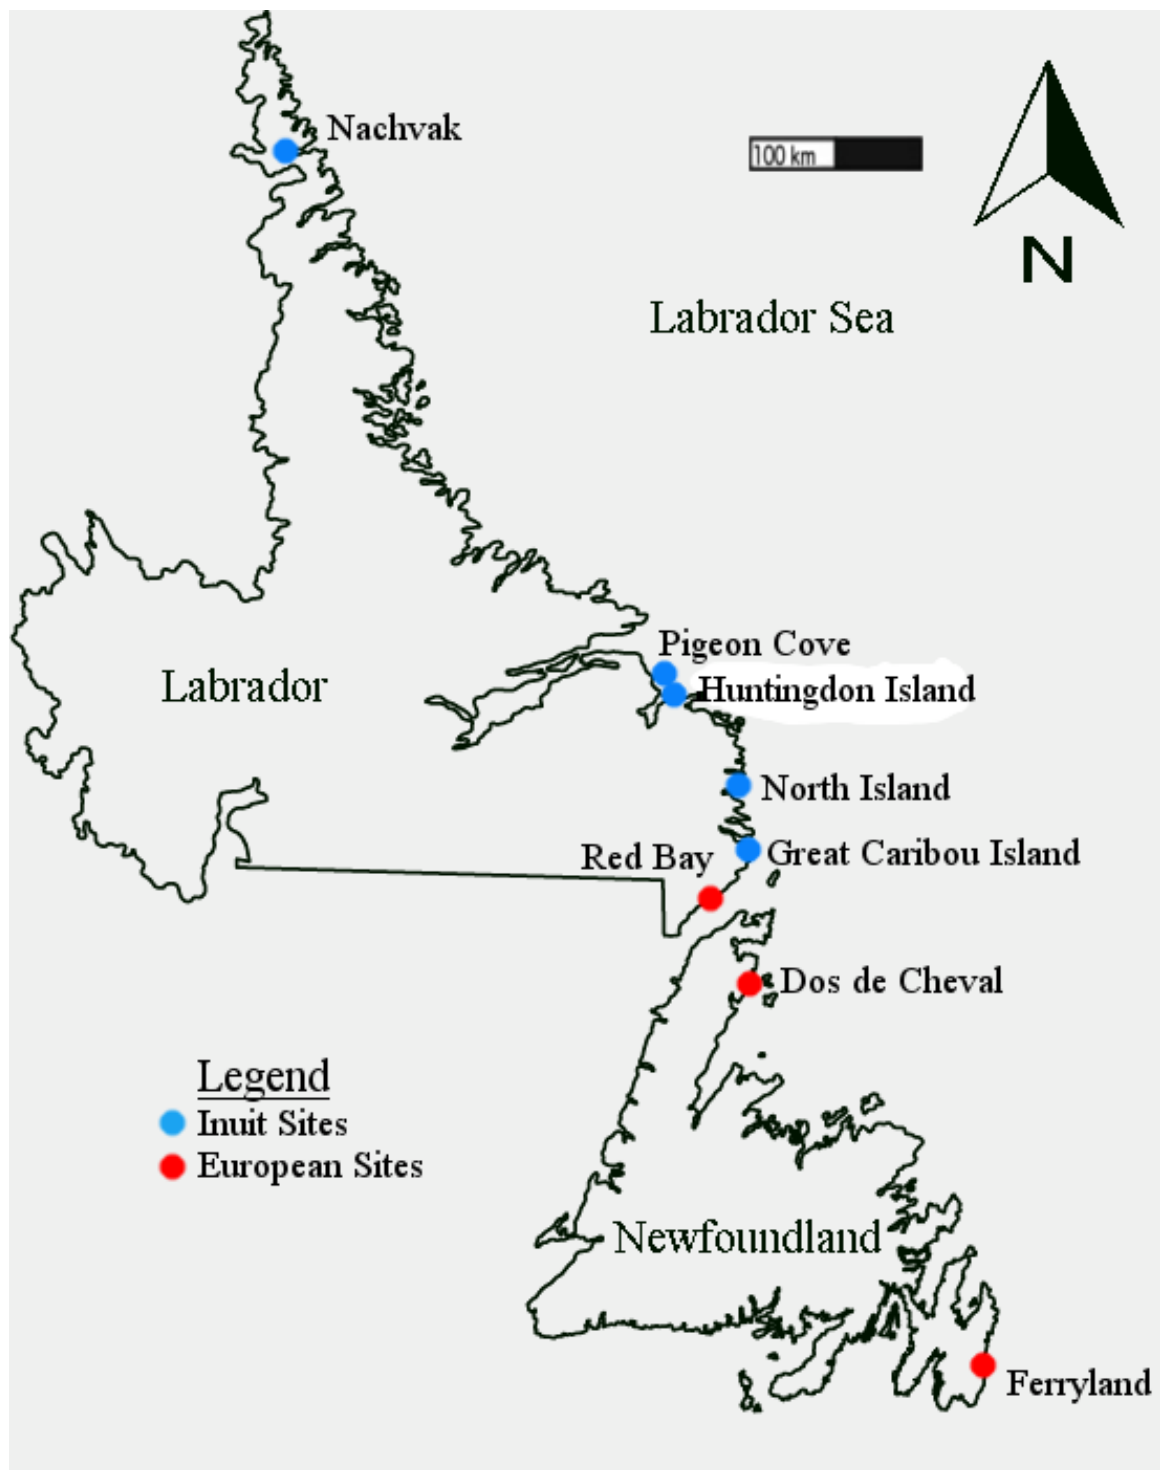 Nachvak
100 km
N
Labrador Sea
Pigeon Cove
Labrador
Huntingdon Island
North Island
Red Bay
Great Caribou Island
Dos de Cheval
Legend
Inuit Sites
European Sites
Newfoundland
Ferryland